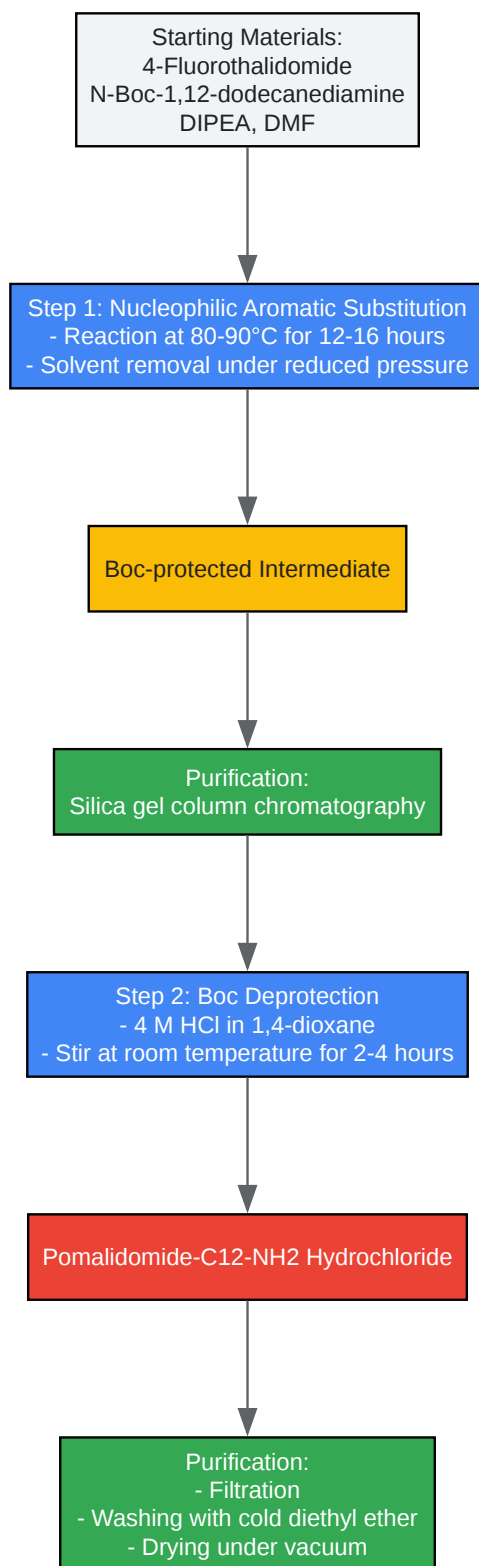 Starting Materials:
4-Fluorothalidomide
N-Boc-1,12-dodecanediamine
DIPEA, DMF
Step 1: Nucleophilic Aromatic Substitution
- Reaction at 80-90°C for 12-16 hours
- Solvent removal under reduced pressure
Boc-protected Intermediate
Purification:
Silica gel column chromatography
Step 2: Boc Deprotection
- 4 M HCl in 1,4-dioxane
- Stir at room temperature for 2-4 hours
Pomalidomide-C12-NH2 Hydrochloride
Purification:
- Filtration
- Washing with cold diethyl ether
- Drying under vacuum